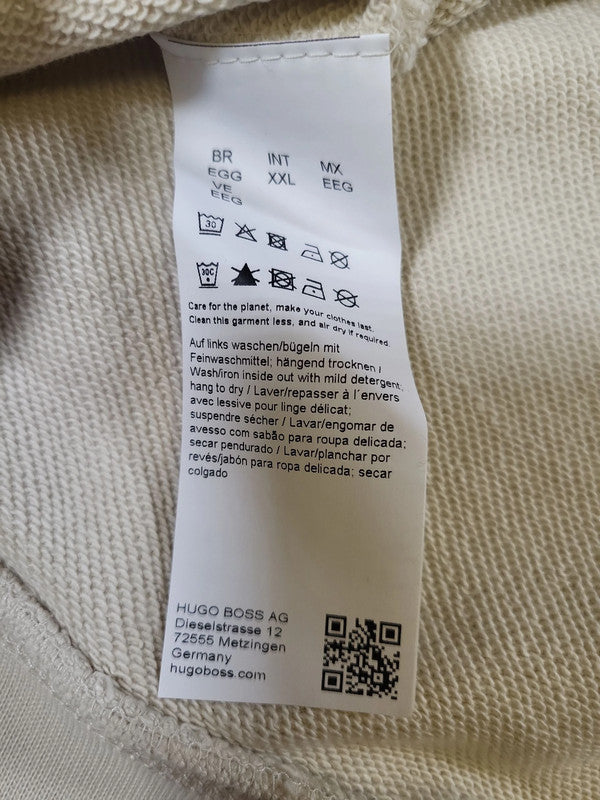 BR INT MX
EGG XXL EEG
VE
EEG
30
30C
Care for the planet, make your clothes last.
Clean this garment less, and air dry if required.
Auf links waschen/bügeln mit
Feinwaschmittel; hängend trocknen /
Wash/iron inside out with mild detergent;
hang to dry / Laver/repasser à l´envers
avec lessive pour linge délicat;
suspendre sécher / Lavar/engomar de
avesso com sabão para roupa delicada;
secar pendurado / Lavar/planchar por
revés/jabón para ropa delicada; secar
colgado
HUGO BOSS AG
Dieselstrasse 12
72555 Metzingen
Germany
hugoboss.com